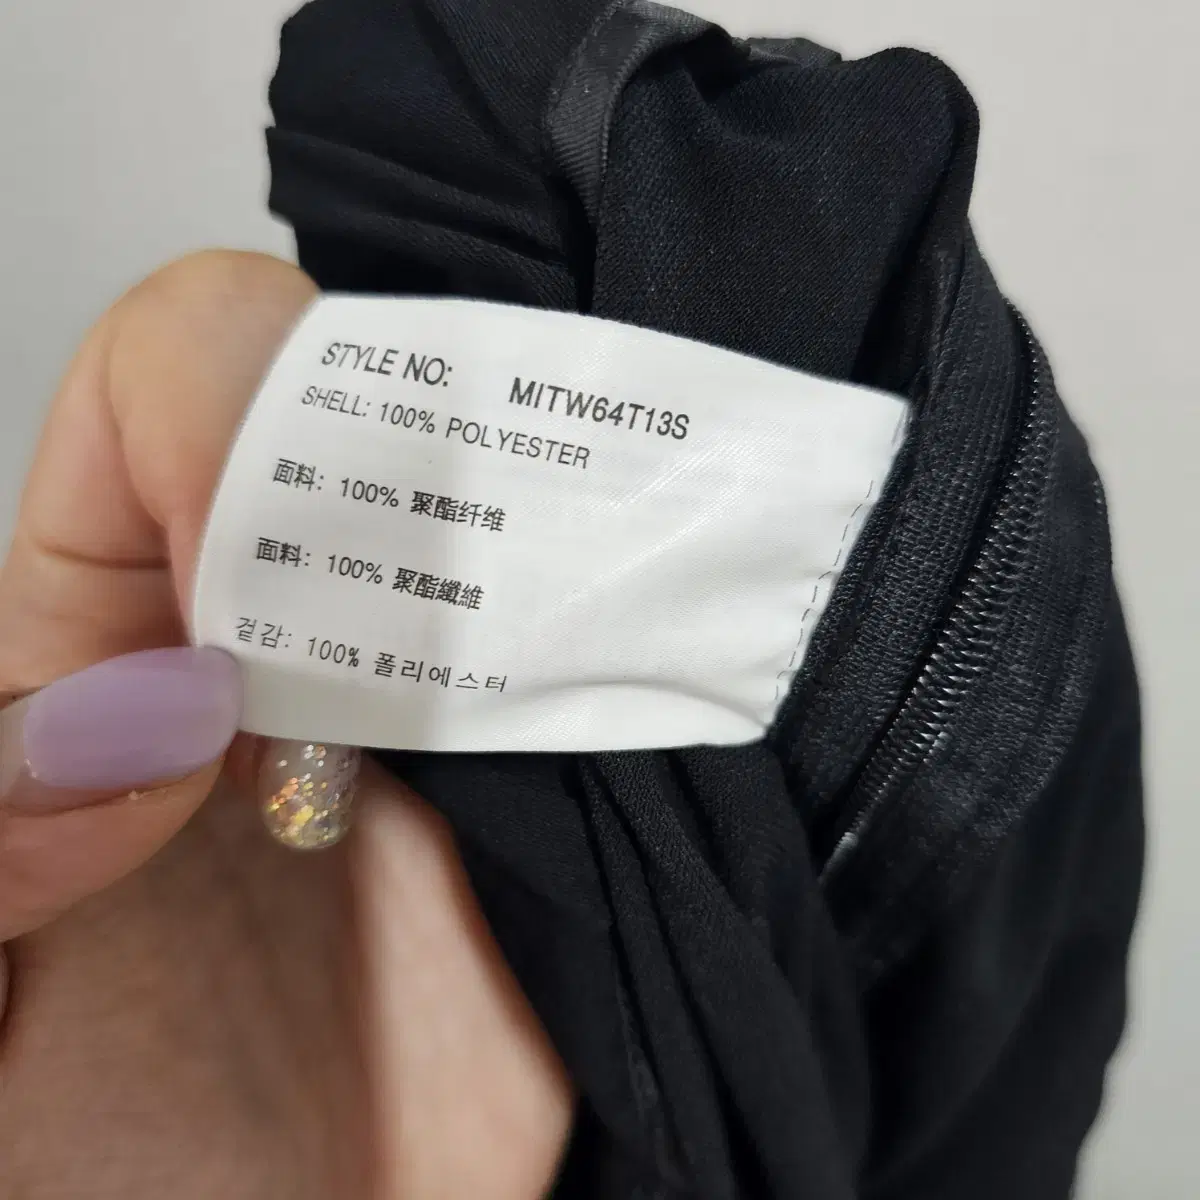 STYLE NO: MITW64T13S
SHELL: 100% POLYESTER
面料: 100% 聚酯纤维
面料: 100% 聚酯纖維
겉감: 100% 폴리에스터